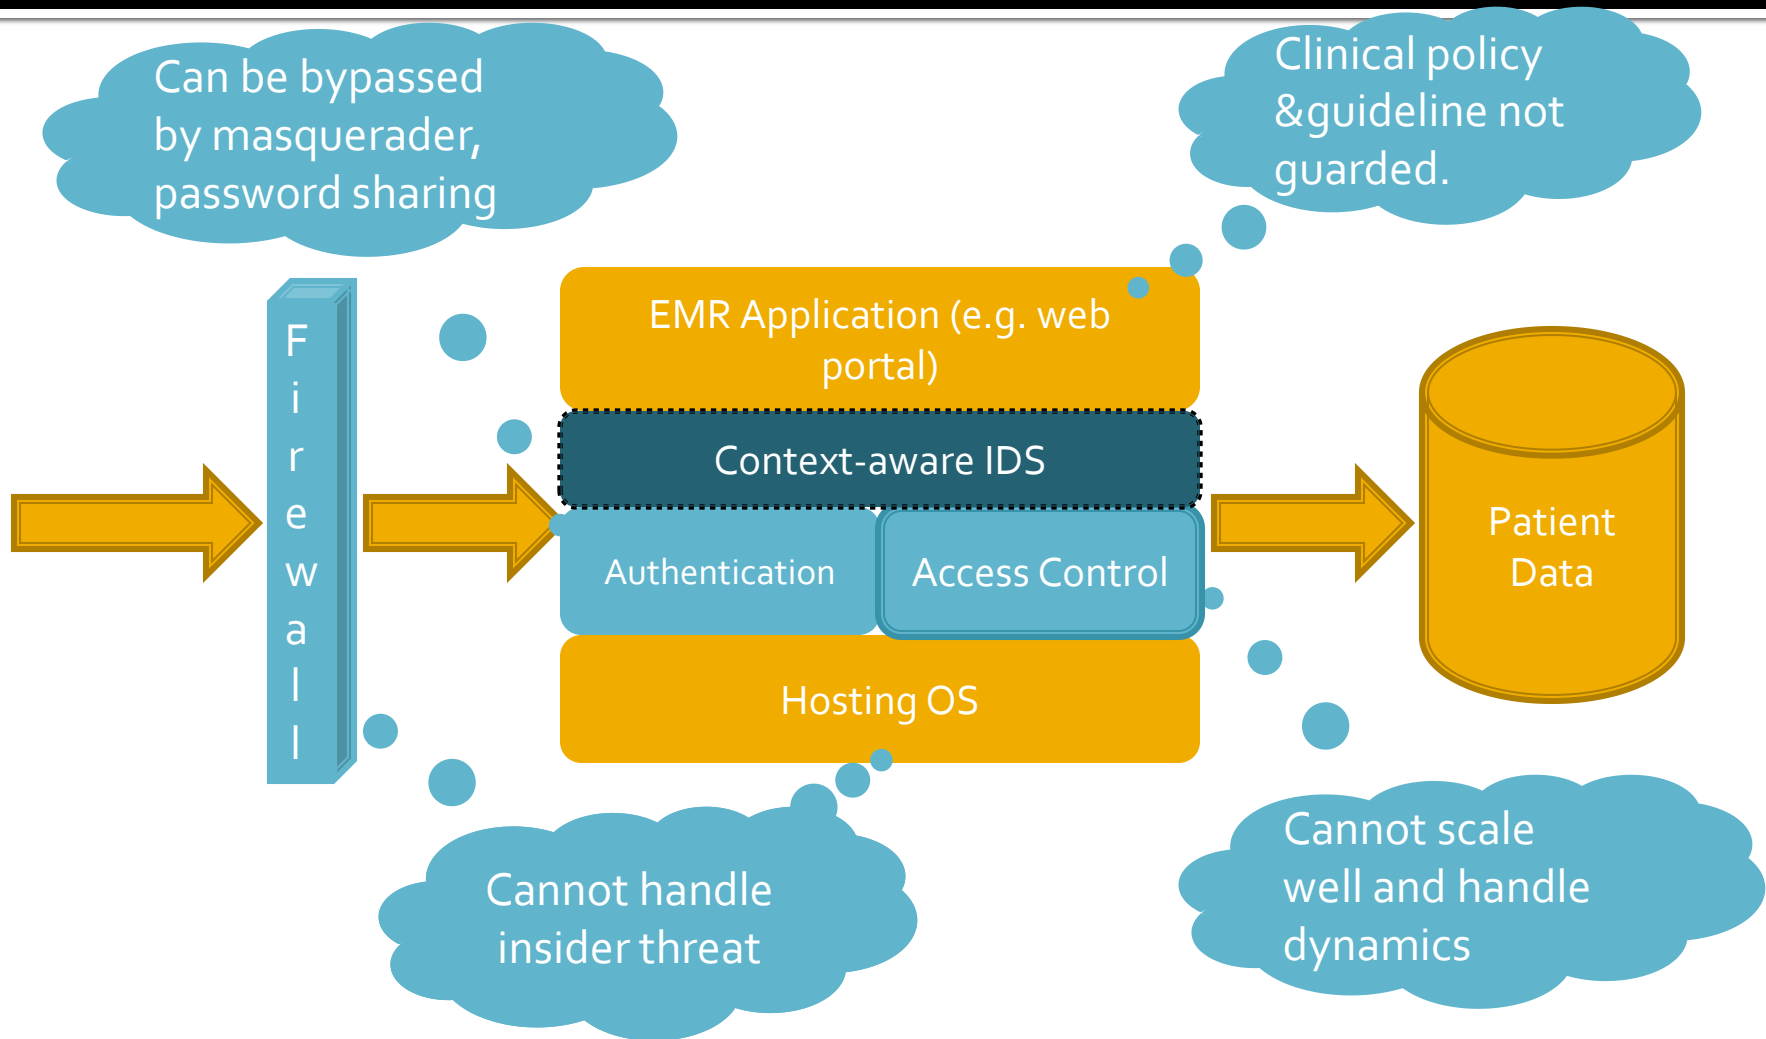 Can be bypassed
by masquerader,
password sharing
Clinical policy
&guideline not
guarded.
Firewall
EMR Application (e.g. web
portal)
Context-aware IDS
Authentication
Access Control
Hosting OS
Patient
Data
Cannot handle
insider threat
Cannot scale
well and handle
dynamics